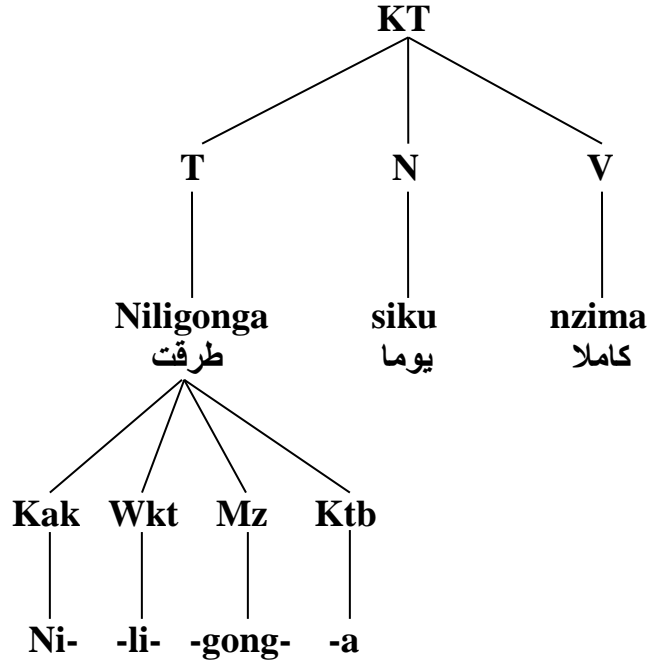 KT
T N V
Niligonga siku nzima
طرقت يوما كاملا
Kak Wkt Mz Ktb
Ni- -li- -gong- -a